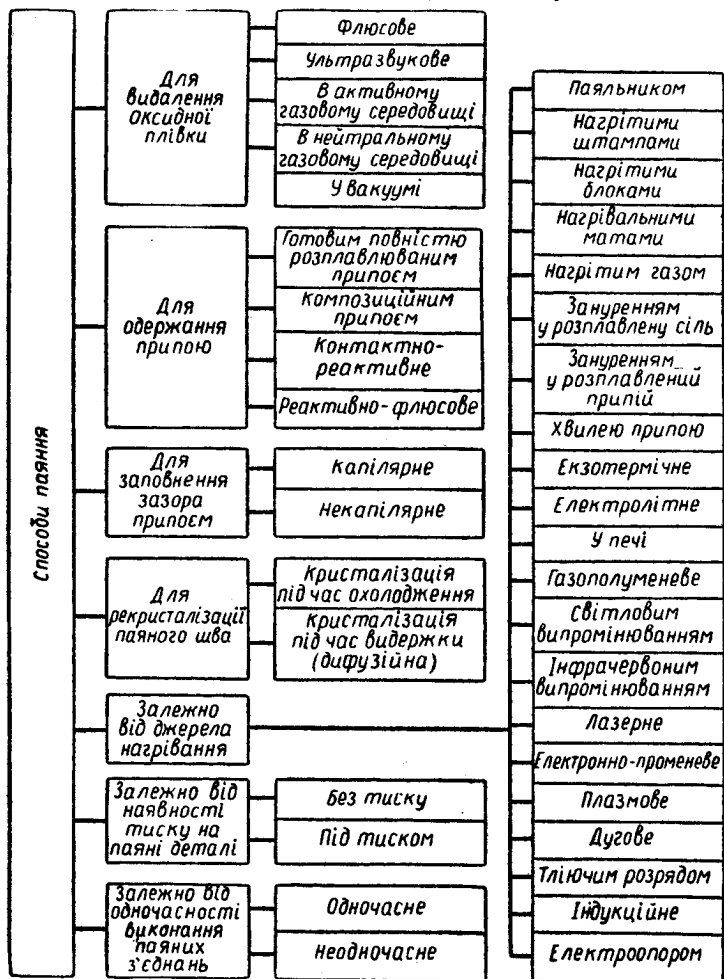 Способи паяння
Для
видалення
оксидної
плівки
Флюсове
Ультразвукове
В активному
газовому середовищі
В нейтральному
газовому середовищі
У вакуумі
Для
одержання
припою
Готовим повністю
розплавлюваним
припоєм
Композиційним
припоєм
Контактно-
реактивне
Реактивно-флюсове
Для
заповнення
зазора
припоєм
Капілярне
Некапілярне
Для
рекристалізації
паяного шва
Кристалізація
під час охолодження
Кристалізація
під час видержки
(дифузійна)
Залежно
від джерела
нагрівання
Паяльником
Нагрітими
штампами
Нагрітими
блоками
Нагрівальними
матами
Нагрітим газом
Зануренням
у розплавлену сіль
Зануренням
у розплавлений
припій
Хвилею припою
Екзотермічне
Електролітне
У печі
Газополуменеве
Світловим
випромінюванням
Інфрачервоним
випромінюванням
Лазерне
Електронно-променеве
Плазмове
Дугове
Тліючим розрядом
Індукційне
Електроопором
Залежно від
наявності
тиску на
паяні деталі
Без тиску
Під тиском
Залежно від
одночасності
виконання
паяних
з'єднань
Одночасне
Неодночасне